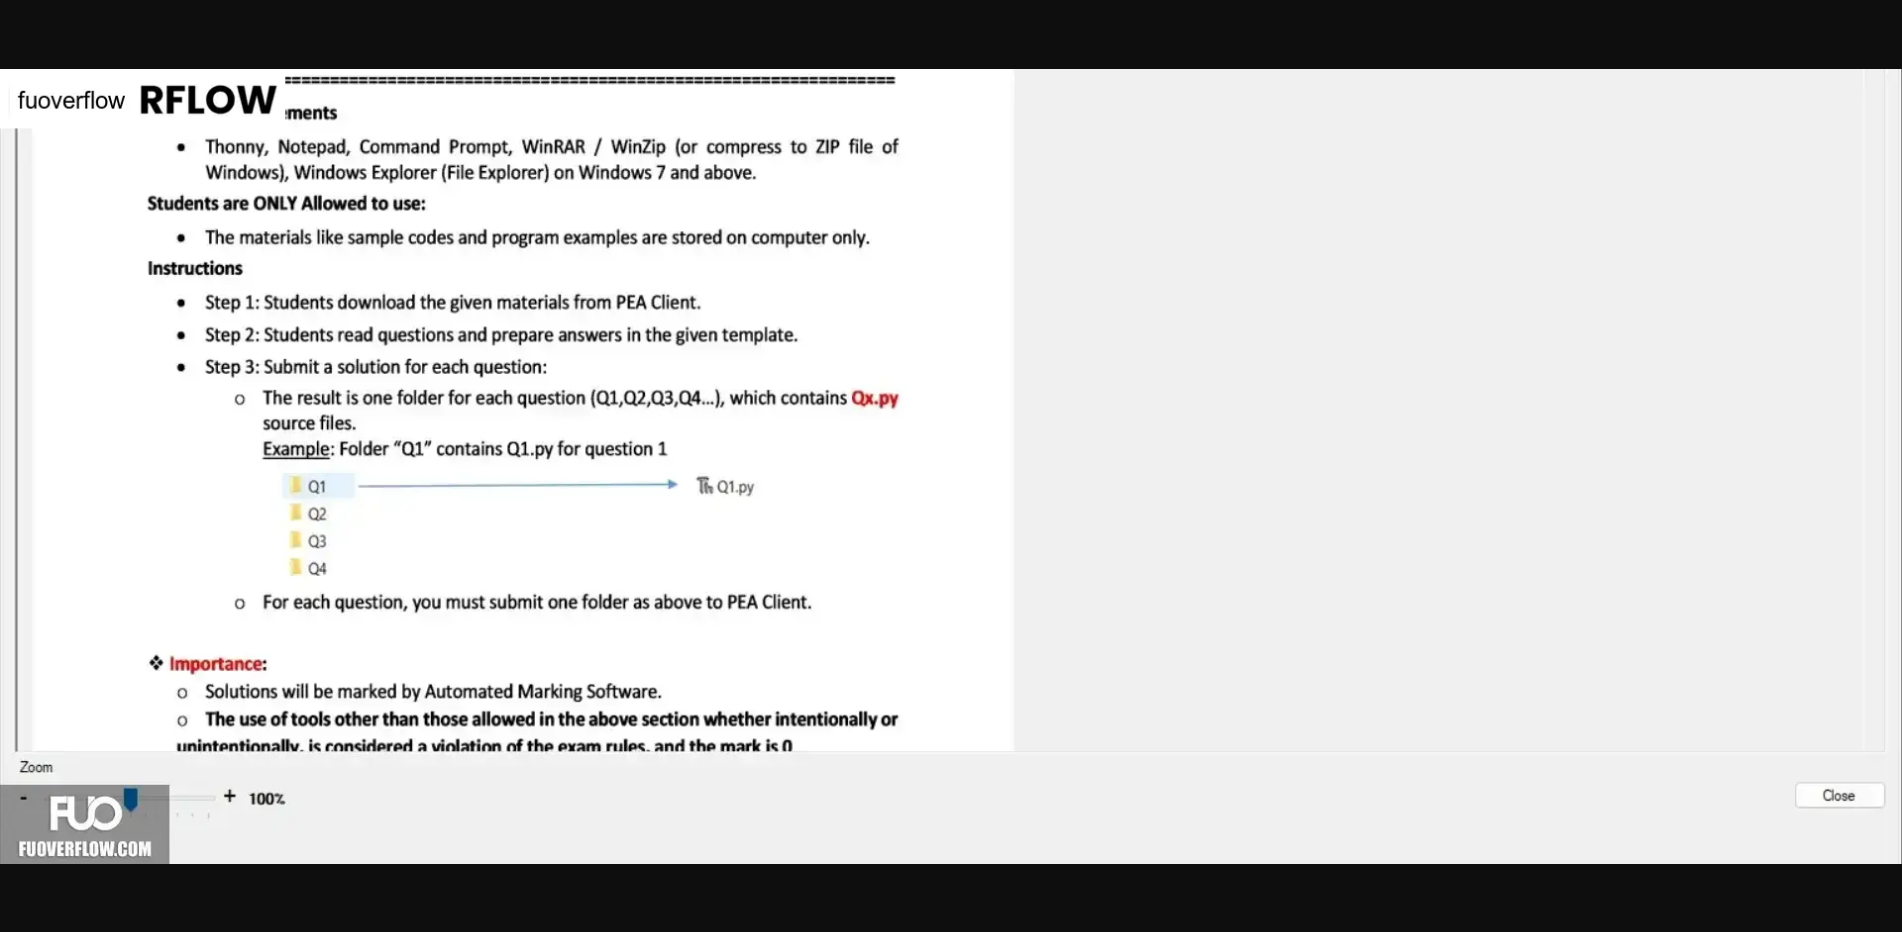 =====================================================================
fuoverflow RFLOW
ments
• Thonny, Notepad, Command Prompt, WinRAR / WinZip (or compress to ZIP file of
Windows), Windows Explorer (File Explorer) on Windows 7 and above.
Students are ONLY Allowed to use:
• The materials like sample codes and program examples are stored on computer only.
Instructions
• Step 1: Students download the given materials from PEA Client.
• Step 2: Students read questions and prepare answers in the given template.
• Step 3: Submit a solution for each question:
o The result is one folder for each question (Q1,Q2,Q3,Q4...), which contains Qx.py
source files.
Example: Folder “Q1” contains Q1.py for question 1
Q1 Th Q1.py
Q2
Q3
Q4
o For each question, you must submit one folder as above to PEA Client.
❖ Importance:
o Solutions will be marked by Automated Marking Software.
o The use of tools other than those allowed in the above section whether intentionally or
unintentionally, is considered a violation of the exam rules, and the mark is 0
Zoom
- + 100%
Close
FUO
FUOVERFLOW.COM